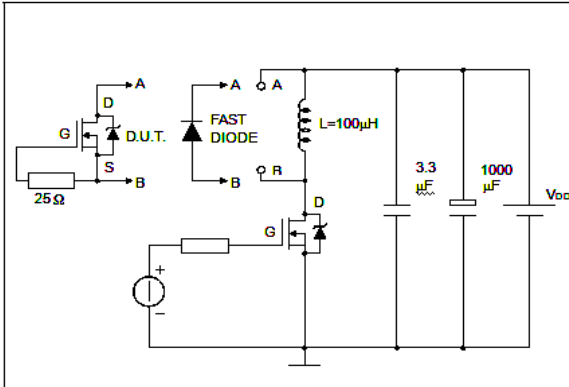 A
D
G
D.U.T.
S
B
25Ω
A
FAST
DIODE
B
A
L=100µH
B
D
G
3.3
µF
1000
µF
VDD
+
−